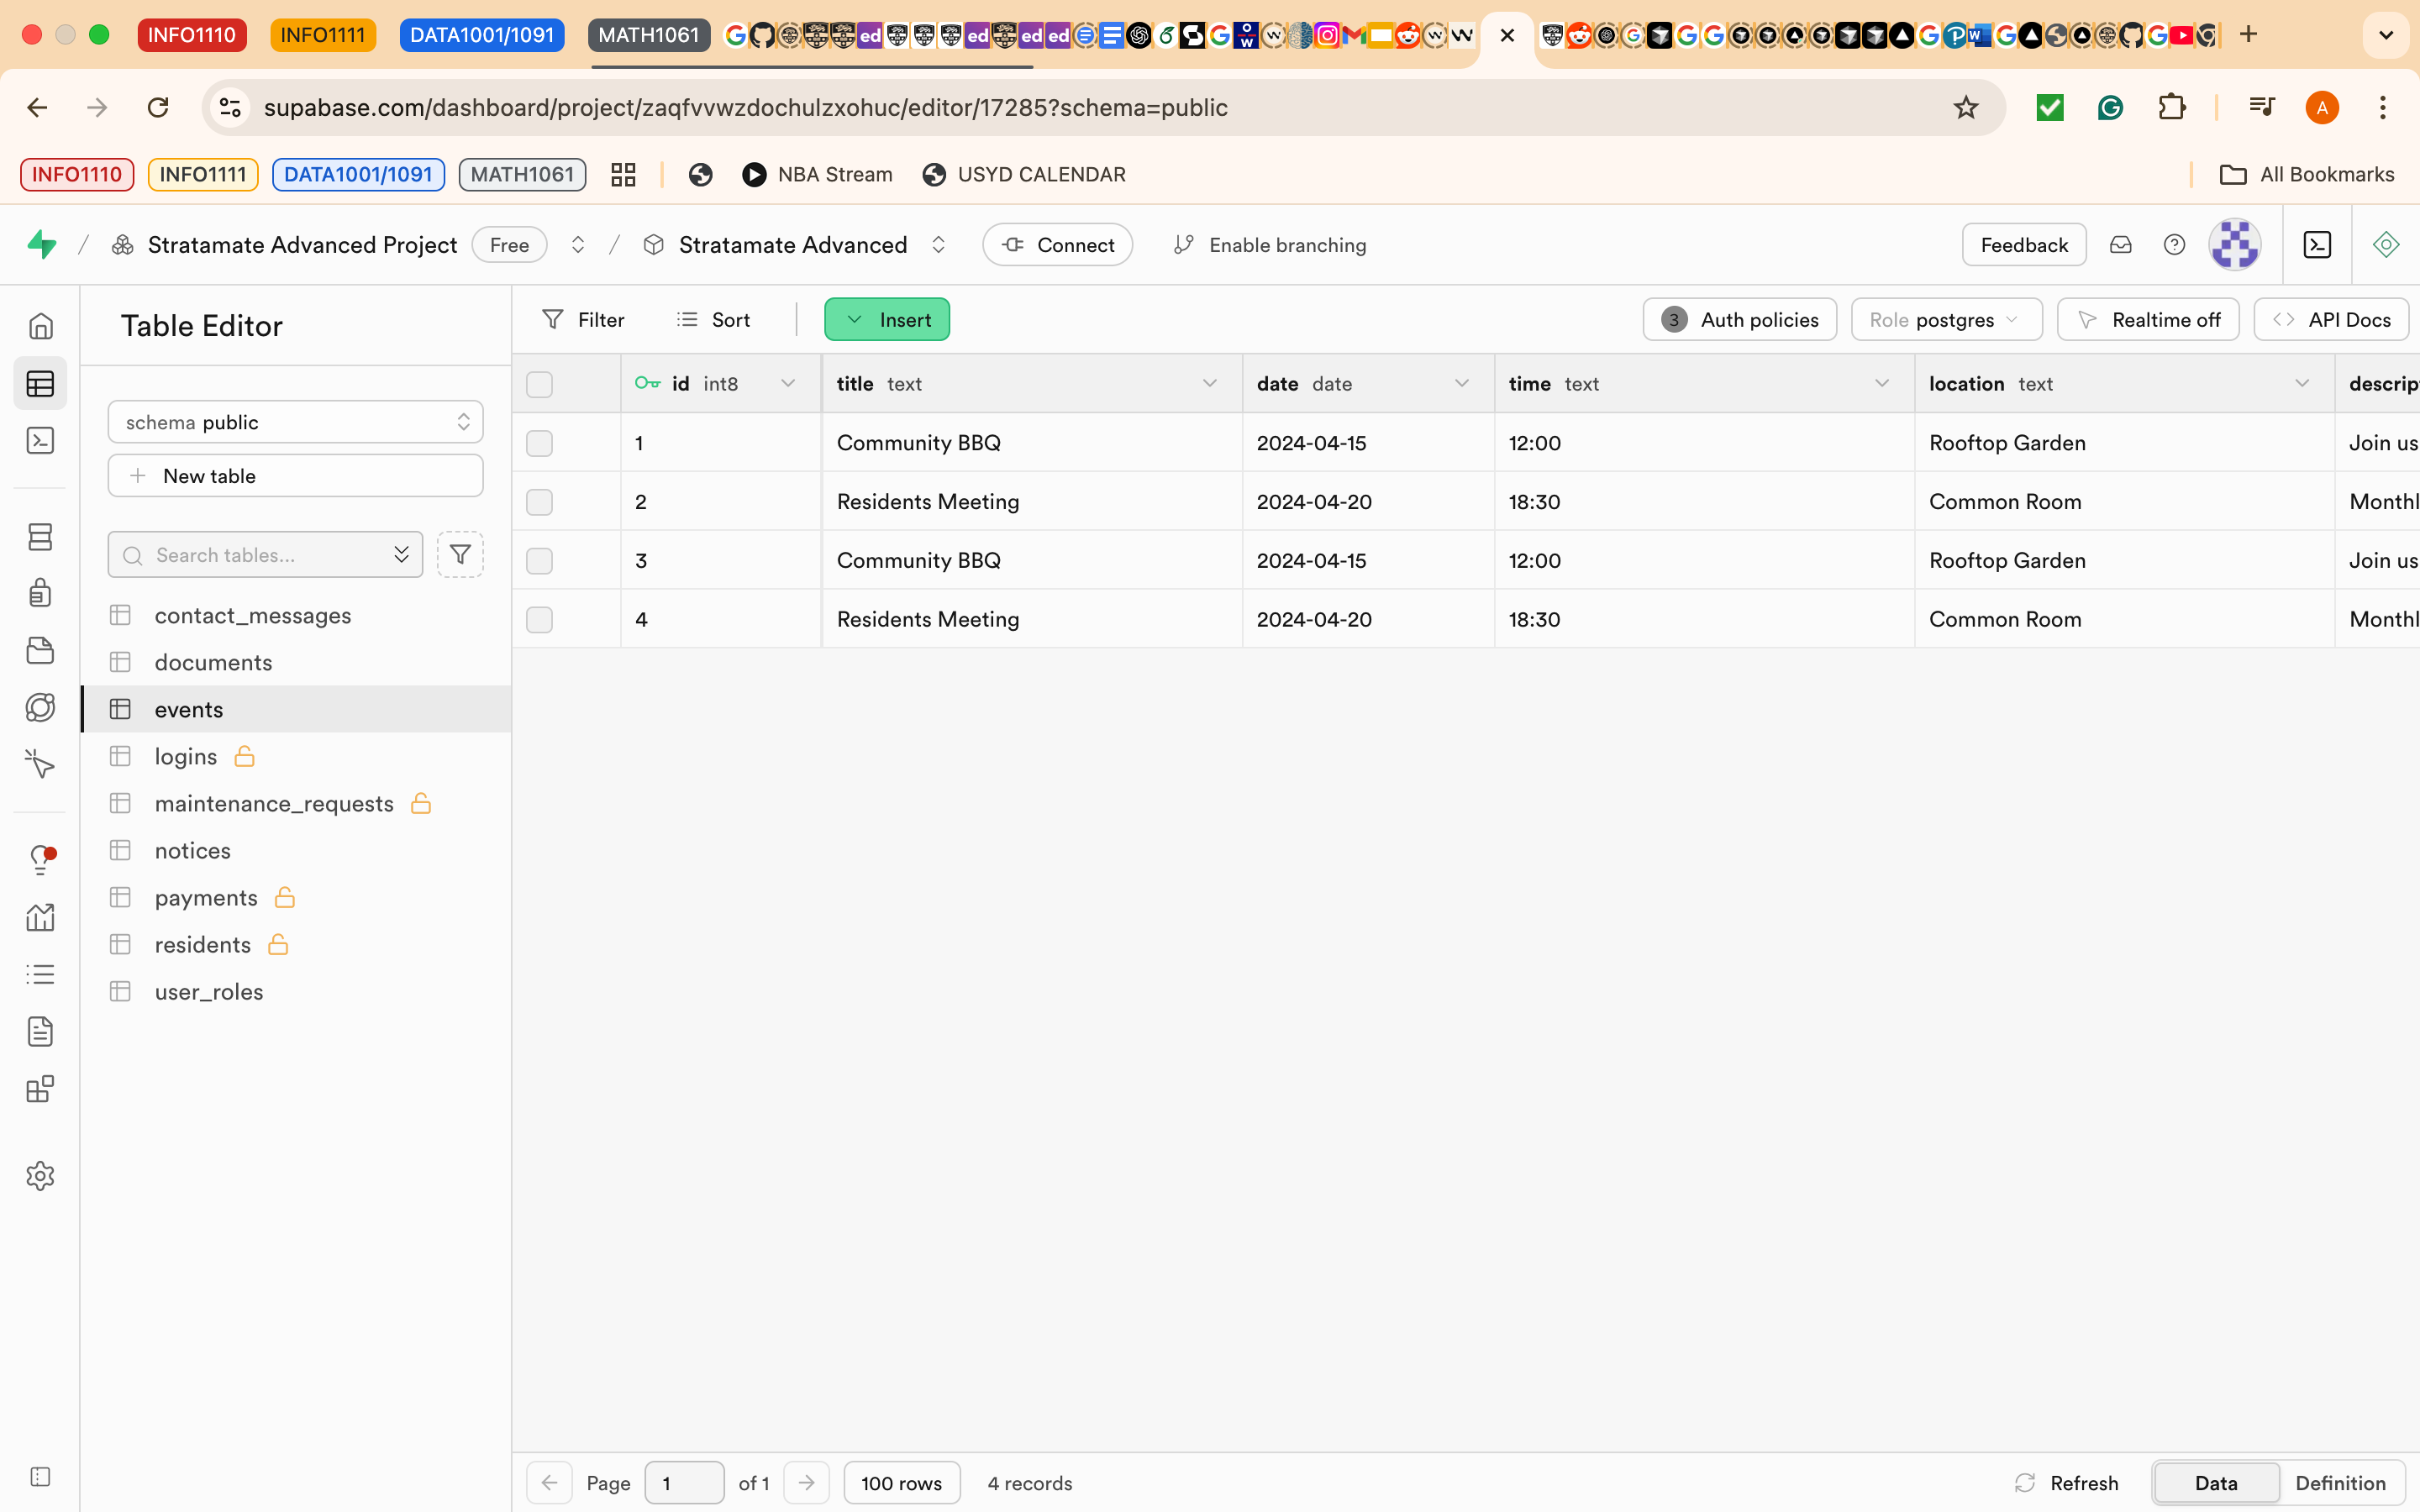 INFO1110 INFO1111 DATA1001/1091 MATH1061
supabase.com/dashboard/project/zaqfvvwzdochulzxohuc/editor/17285?schema=public
A
INFO1110 INFO1111 DATA1001/1091 MATH1061 NBA Stream USYD CALENDAR All Bookmarks
/ Stratamate Advanced Project Free / Stratamate Advanced Connect Enable branching Feedback
Table Editor
Filter Sort Insert 3 Auth policies Role postgres Realtime off API Docs
id int8 title text date date time text location text descrip
schema public
New table
Search tables...
contact_messages
documents
events
logins
maintenance_requests
notices
payments
residents
user_roles
1 Community BBQ 2024-04-15 12:00 Rooftop Garden Join us
2 Residents Meeting 2024-04-20 18:30 Common Room Monthl
3 Community BBQ 2024-04-15 12:00 Rooftop Garden Join us
4 Residents Meeting 2024-04-20 18:30 Common Room Monthl
Page 1 of 1 100 rows 4 records Refresh Data Definition